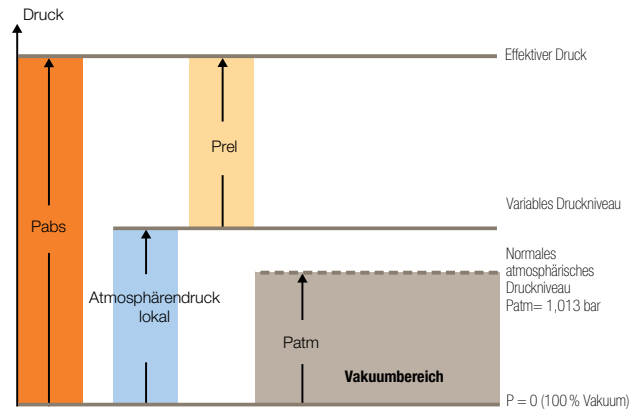 Druck
Effektiver Druck
Prel
Variables Druckniveau
Pabs
Normales
atmosphärisches
Druckniveau
Patm= 1,013 bar
Atmosphärendruck
lokal
Patm
Vakuumbereich
P = 0 (100 % Vakuum)